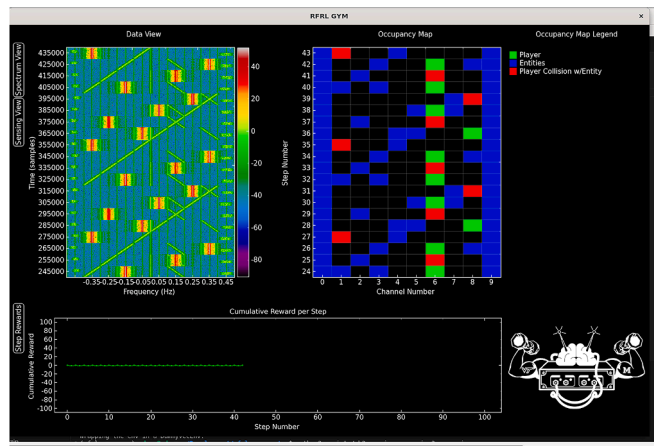 RFRL GYM
×
Data View
Occupancy Map
Occupancy Map Legend
Spectrum View
Sensing View
Time (samples)
435000
425000
415000
405000
395000
385000
375000
365000
355000
345000
335000
325000
315000
305000
295000
285000
275000
265000
255000
245000
-0.35 -0.25 -0.15 -0.05 0.05 0.15 0.25 0.35 0.45
Frequency (Hz)
40
20
0
-20
-40
-60
-80
Step Number
43
42
41
40
39
38
37
36
35
34
33
32
31
30
29
28
27
26
25
24
0 1 2 3 4 5 6 7 8 9
Channel Number
Player
Entities
Player Collision w/Entity
Step Rewards
Cumulative Reward per Step
Cumulative Reward
100
80
60
40
20
0
-20
-40
-60
-80
-100
0 10 20 30 40 50 60 70 80 90 100
Step Number
M